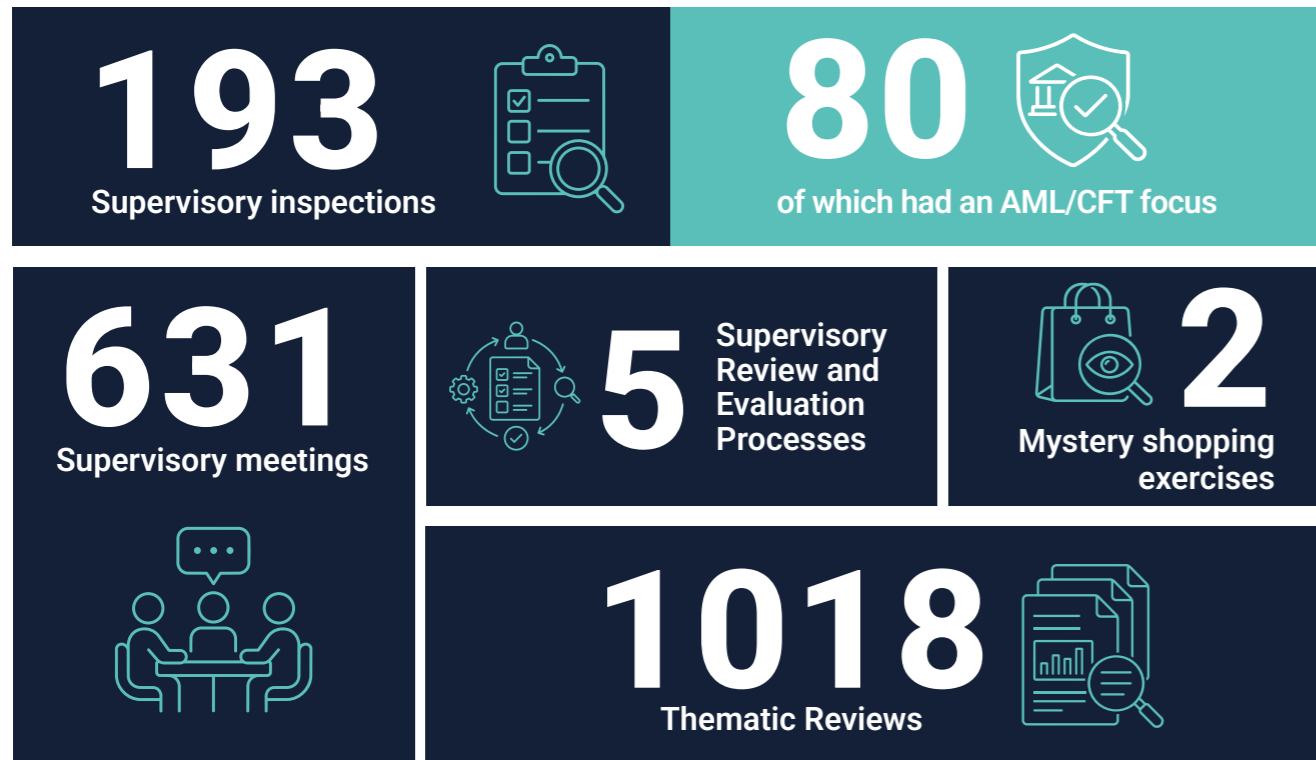 193
Supervisory inspections
80
of which had an AML/CFT focus
631
Supervisory meetings
5
Supervisory
Review and
Evaluation
Processes
2
Mystery shopping
exercises
1018
Thematic Reviews